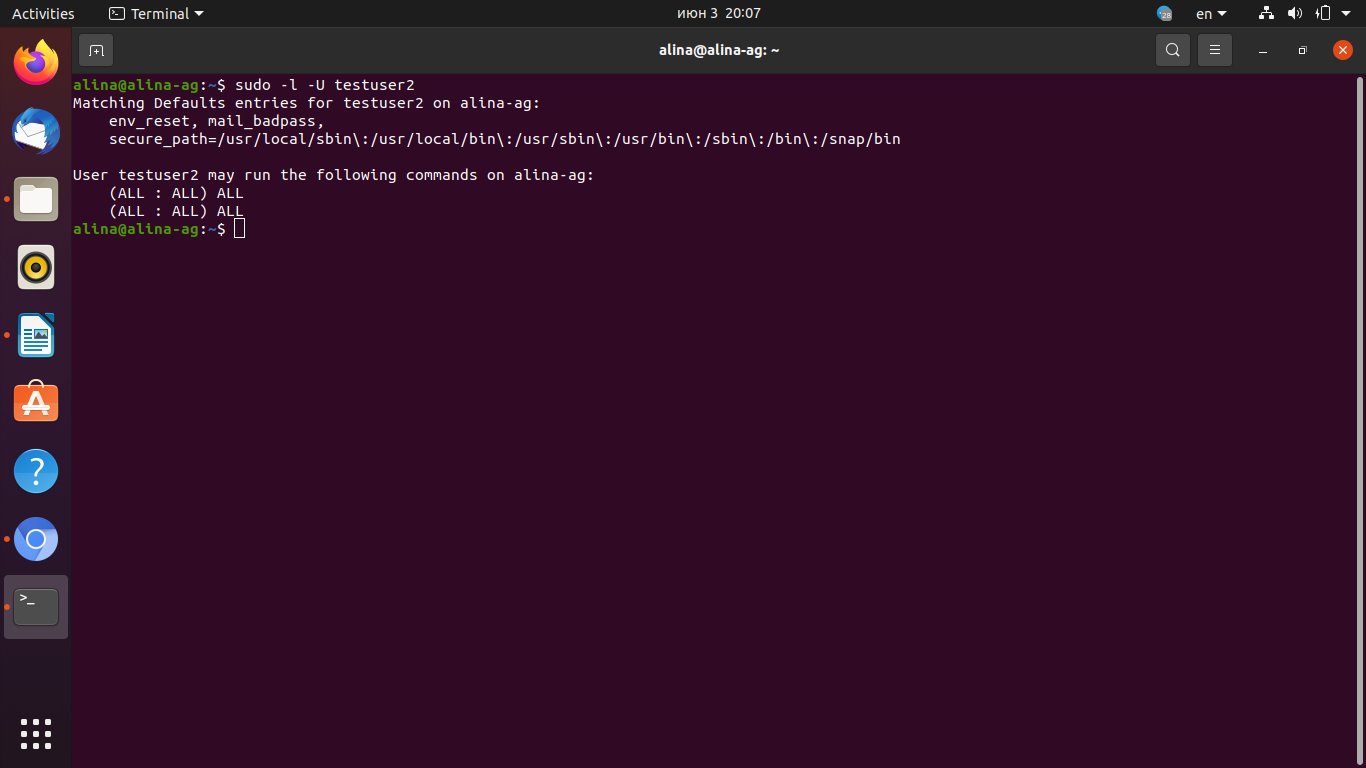 Activities Terminal июн 3 20:07 28 en
alina@alina-ag: ~
alina@alina-ag:~$ sudo -l -U testuser2
Matching Defaults entries for testuser2 on alina-ag:
    env_reset, mail_badpass,
    secure_path=/usr/local/sbin\:/usr/local/bin\:/usr/sbin\:/usr/bin\:/sbin\:/bin\:/snap/bin

User testuser2 may run the following commands on alina-ag:
    (ALL : ALL) ALL
    (ALL : ALL) ALL
alina@alina-ag:~$